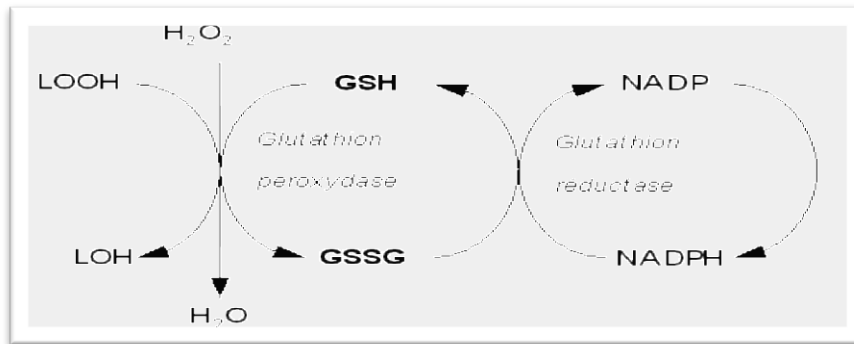 H₂O₂
LOOH GSH NADP
Glutathion Glutathion
peroxydase reductase
LOH GSSG NADPH
H₂O